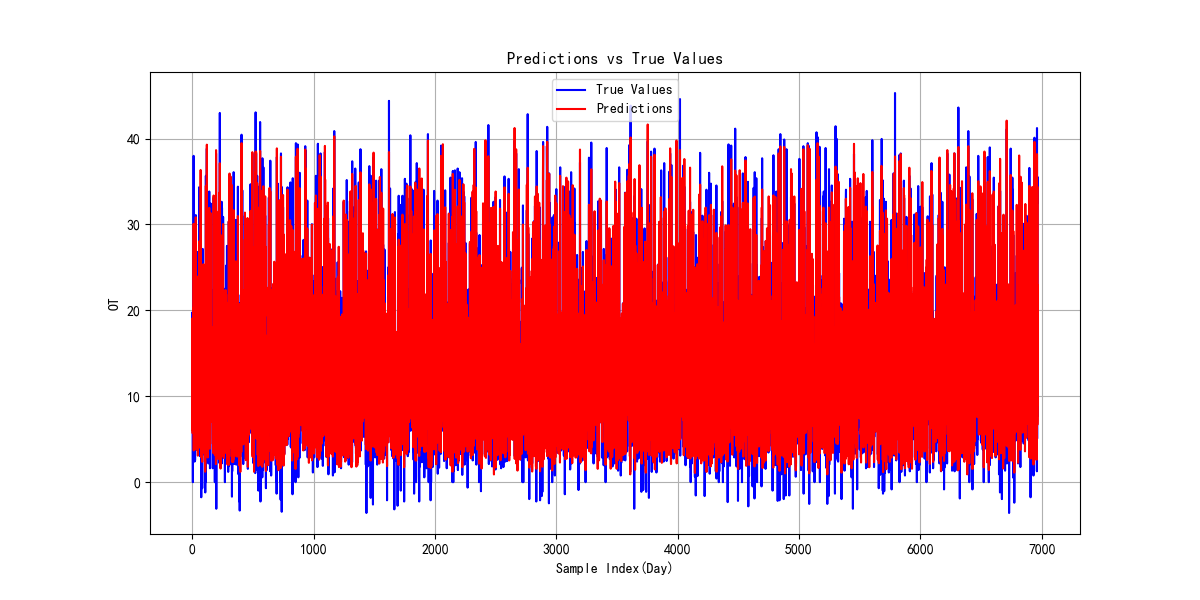 Predictions vs True Values
True Values
Predictions
OT
40
30
20
10
0
0 1000 2000 3000 4000 5000 6000 7000
Sample Index(Day)